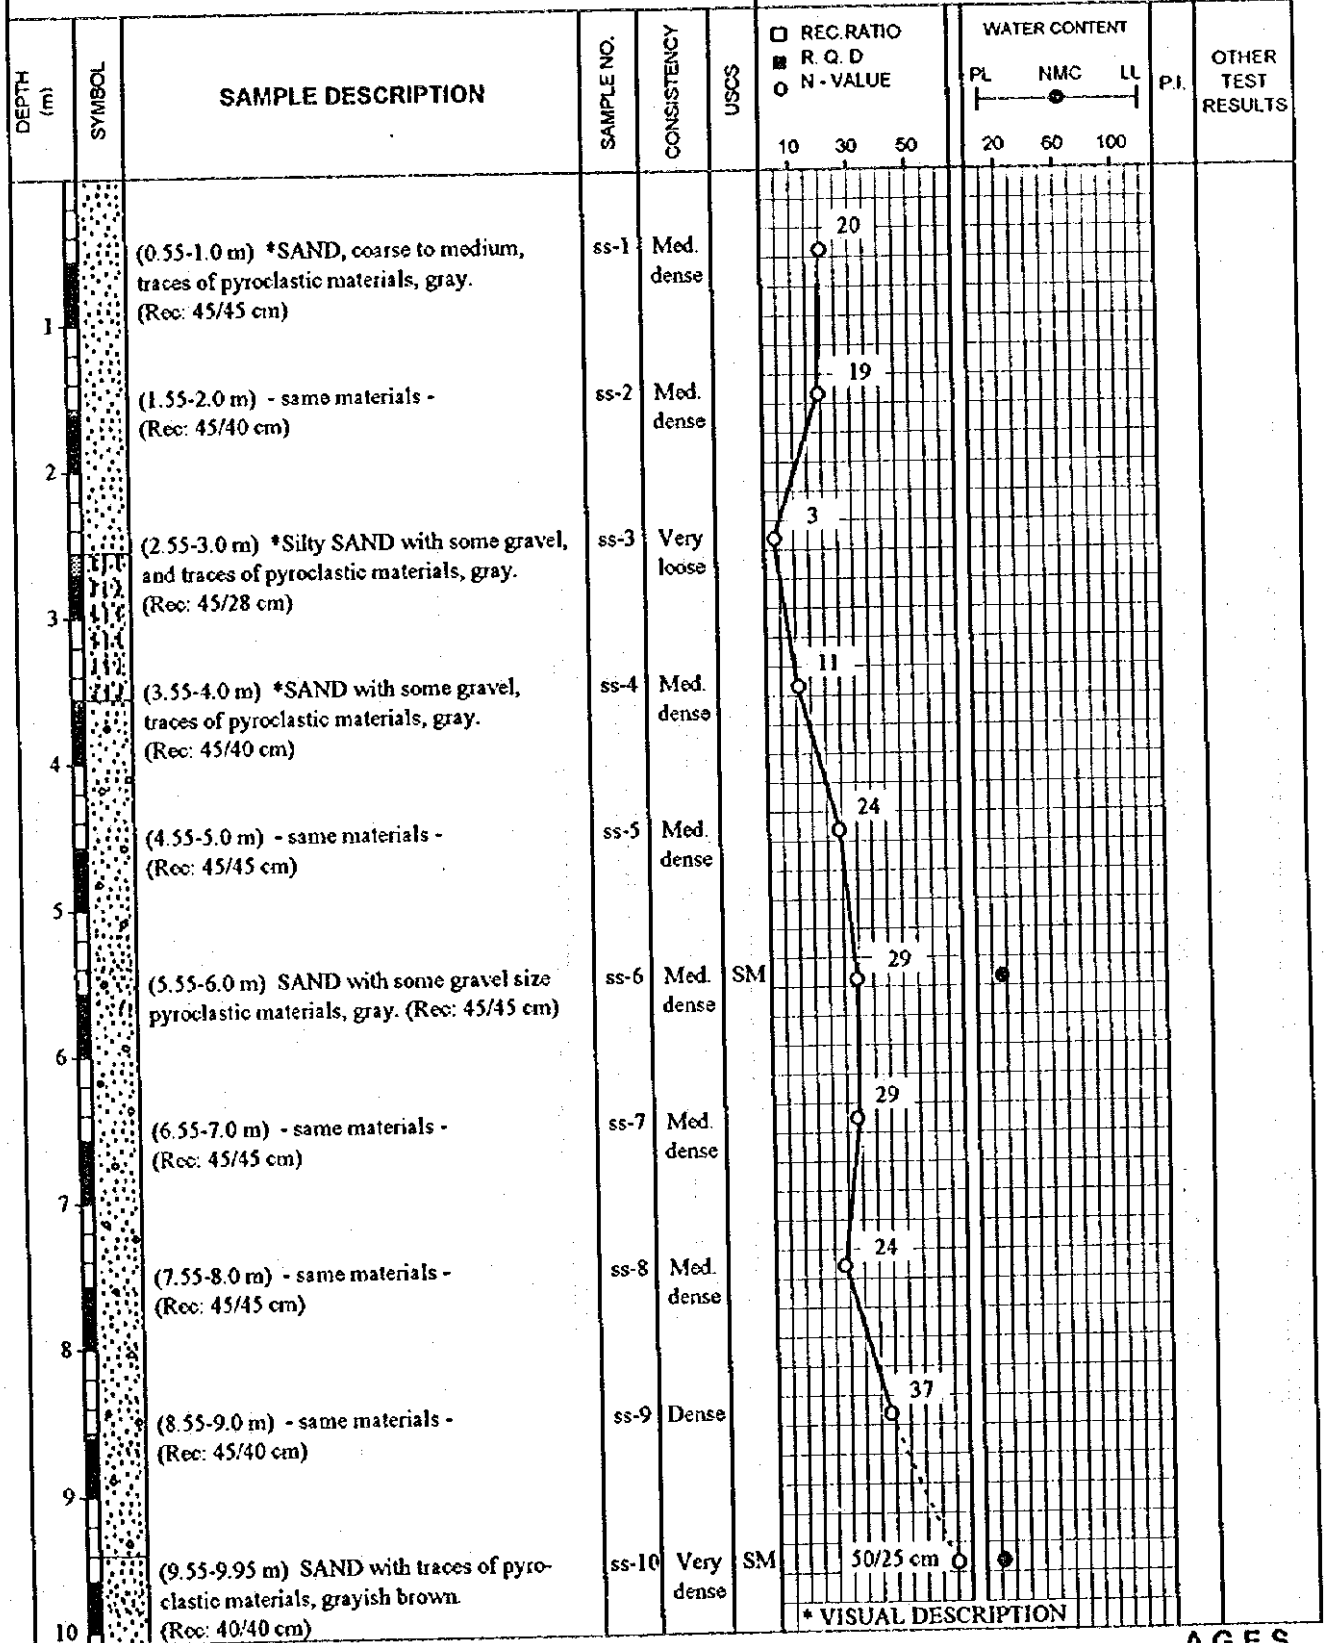 DEPTH (m)
SYMBOL
SAMPLE DESCRIPTION
SAMPLE NO.
CONSISTENCY
USCS
REC.RATIO
R. Q. D
N - VALUE
10 30 50
WATER CONTENT
PL NMC LL
20 60 100
P.I.
OTHER
TEST
RESULTS
(0.55-1.0 m) *SAND, coarse to medium, ss-1 Med. 20
traces of pyroclastic materials, gray. dense
(Rec: 45/45 cm)
1
(1.55-2.0 m) - same materials - ss-2 Med. 19
(Rec: 45/40 cm) dense
2
(2.55-3.0 m) *Silty SAND with some gravel, ss-3 Very 3
and traces of pyroclastic materials, gray. loose
(Rec: 45/28 cm)
3
(3.55-4.0 m) *SAND with some gravel, ss-4 Med. 11
traces of pyroclastic materials, gray. dense
(Rec: 45/40 cm)
4
(4.55-5.0 m) - same materials - ss-5 Med. 24
(Rec: 45/45 cm) dense
5
(5.55-6.0 m) SAND with some gravel size ss-6 Med. SM 29
pyroclastic materials, gray. (Rec: 45/45 cm) dense
6
(6.55-7.0 m) - same materials - ss-7 Med. 29
(Rec: 45/45 cm) dense
7
(7.55-8.0 m) - same materials - ss-8 Med. 24
(Rec: 45/45 cm) dense
8
(8.55-9.0 m) - same materials - ss-9 Dense 37
(Rec: 45/40 cm)
9
(9.55-9.95 m) SAND with traces of pyro- ss-10 Very SM 50/25 cm
clastic materials, grayish brown. dense
(Rec: 40/40 cm)
10
* VISUAL DESCRIPTION
AGES